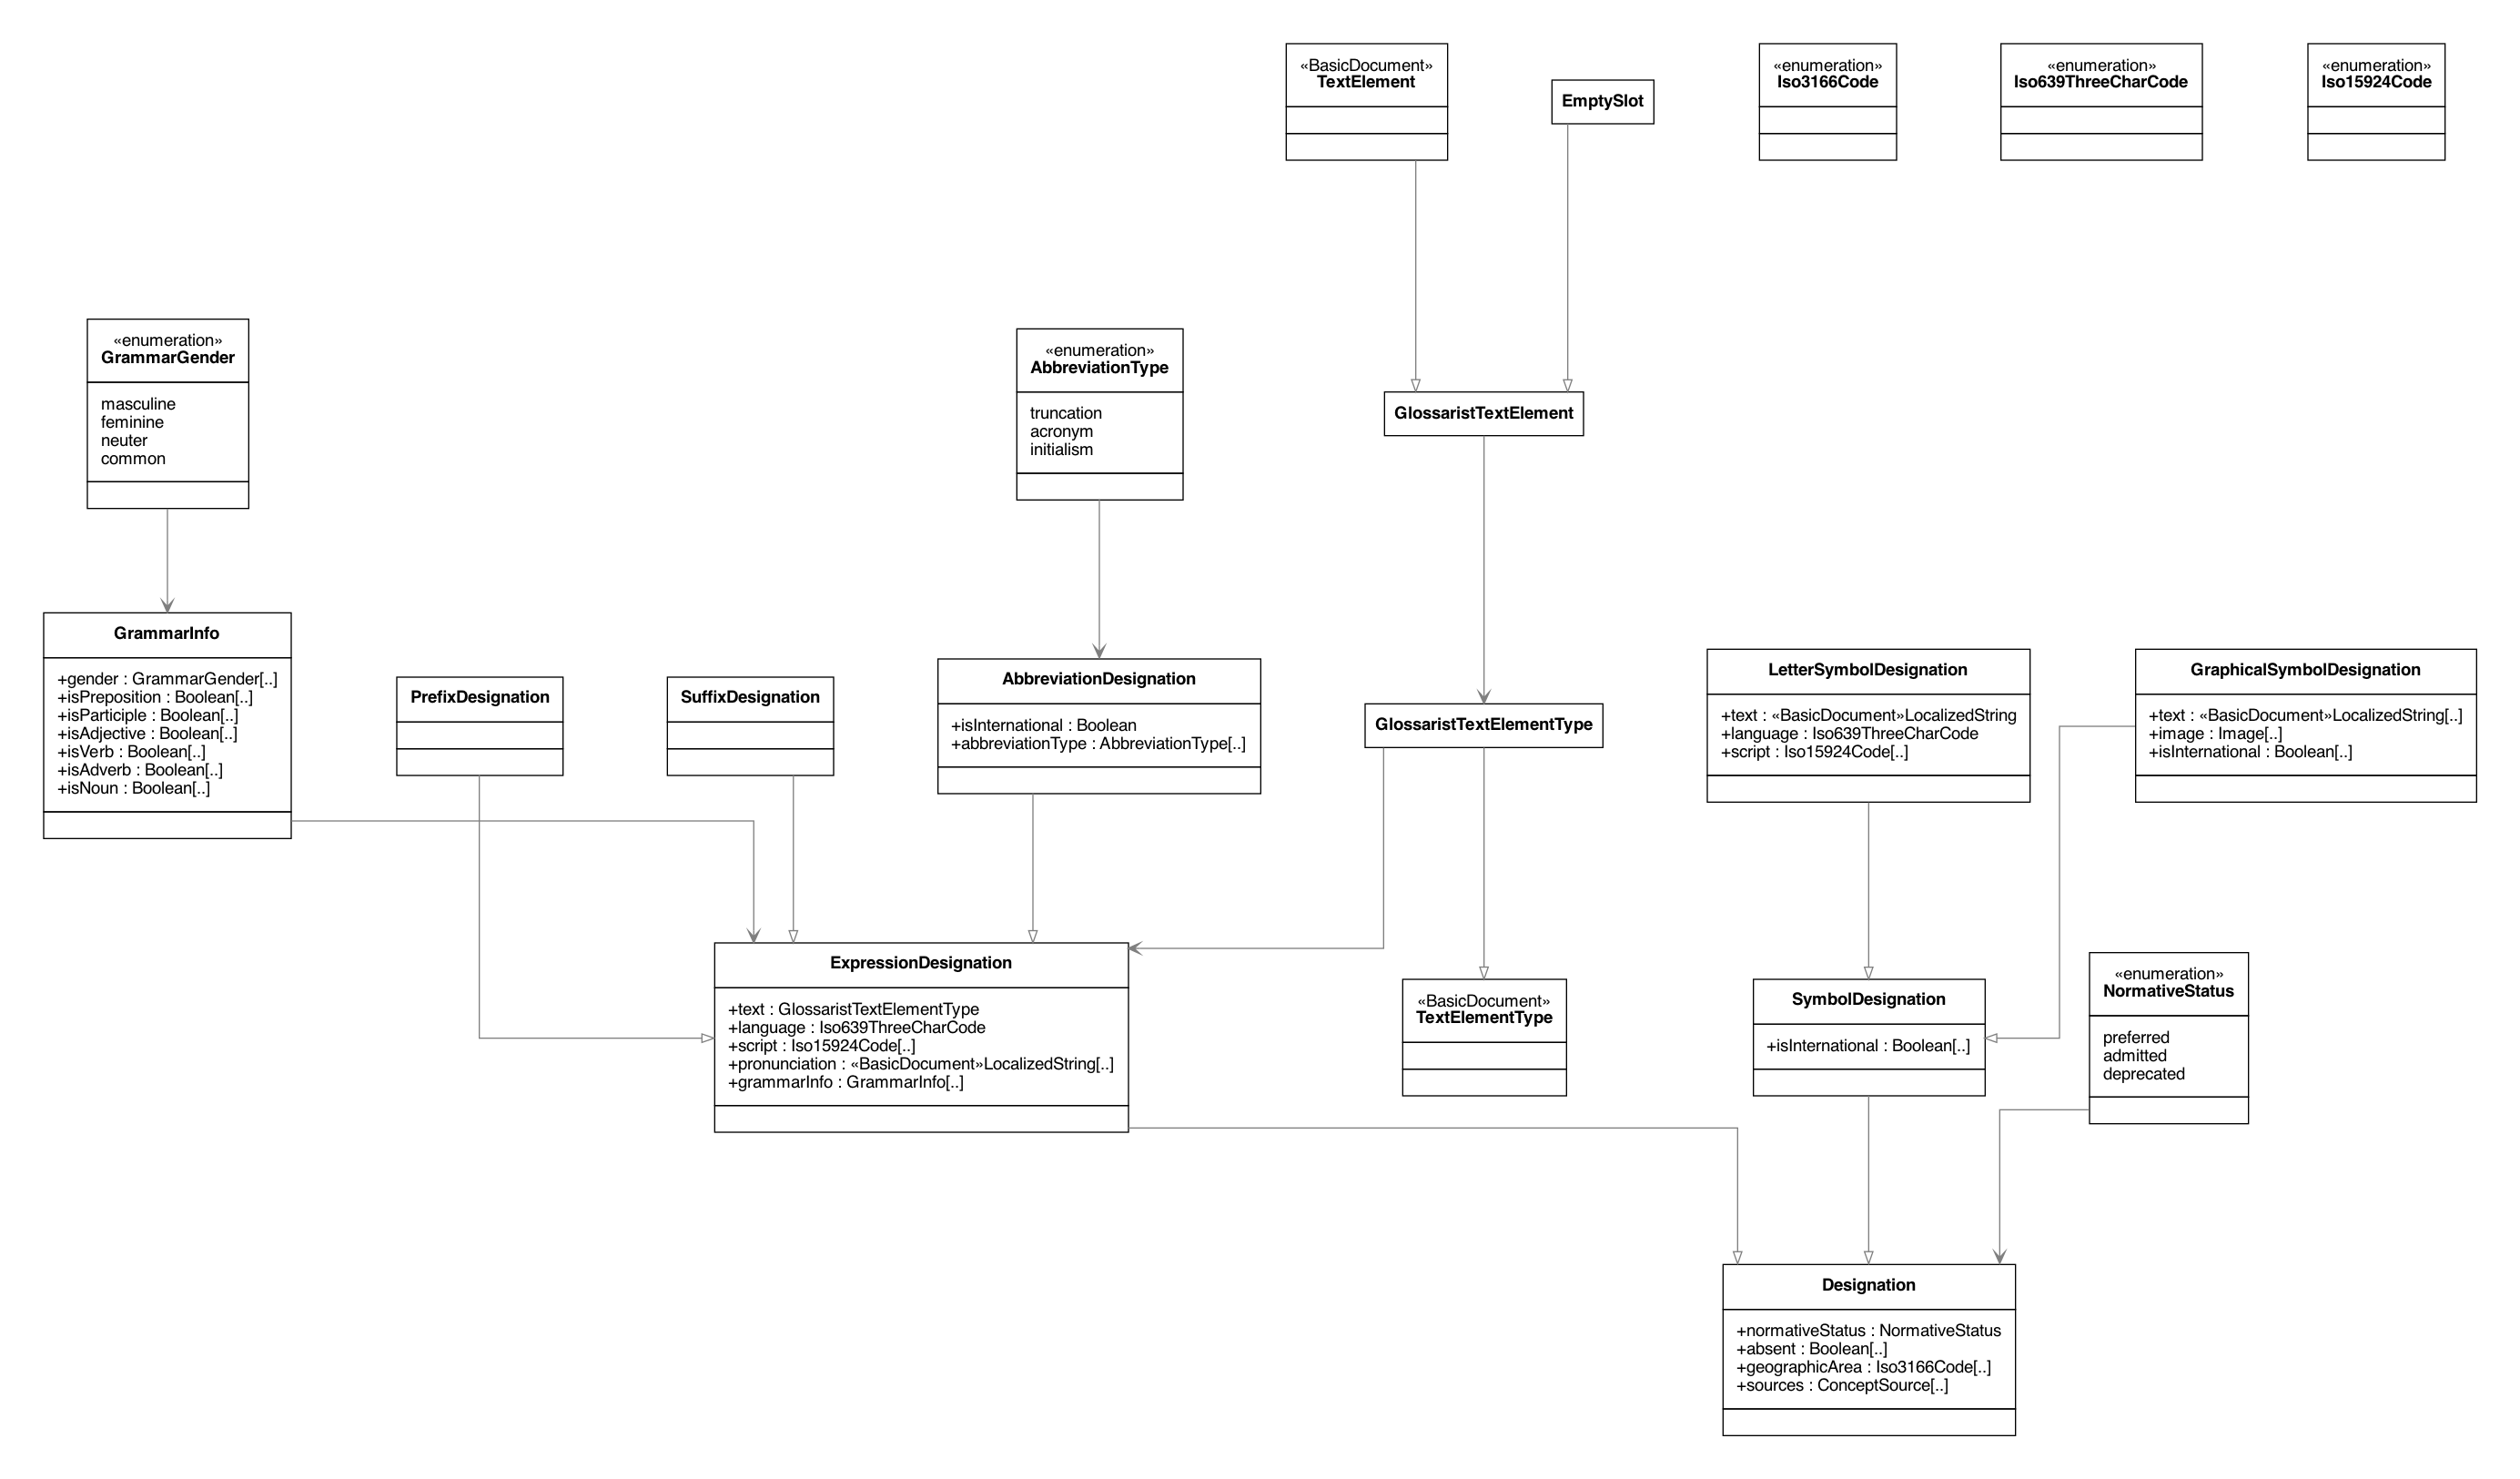 «BasicDocument»
TextElement
EmptySlot
«enumeration»
Iso3166Code
«enumeration»
Iso639ThreeCharCode
«enumeration»
Iso15924Code
«enumeration»
GrammarGender
masculine
feminine
neuter
common
«enumeration»
AbbreviationType
truncation
acronym
initialism
GlossaristTextElement
GrammarInfo
+gender : GrammarGender[..]
+isPreposition : Boolean[..]
+isParticiple : Boolean[..]
+isAdjective : Boolean[..]
+isVerb : Boolean[..]
+isAdverb : Boolean[..]
+isNoun : Boolean[..]
PrefixDesignation
SuffixDesignation
AbbreviationDesignation
+isInternational : Boolean
+abbreviationType : AbbreviationType[..]
GlossaristTextElementType
LetterSymbolDesignation
+text : «BasicDocument»LocalizedString
+language : Iso639ThreeCharCode
+script : Iso15924Code[..]
GraphicalSymbolDesignation
+text : «BasicDocument»LocalizedString[..]
+image : Image[..]
+isInternational : Boolean[..]
ExpressionDesignation
+text : GlossaristTextElementType
+language : Iso639ThreeCharCode
+script : Iso15924Code[..]
+pronunciation : «BasicDocument»LocalizedString[..]
+grammarInfo : GrammarInfo[..]
«BasicDocument»
TextElementType
SymbolDesignation
+isInternational : Boolean[..]
«enumeration»
NormativeStatus
preferred
admitted
deprecated
Designation
+normativeStatus : NormativeStatus
+absent : Boolean[..]
+geographicArea : Iso3166Code[..]
+sources : ConceptSource[..]